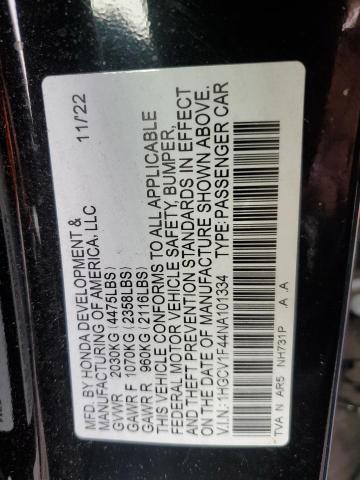 MFD. BY HONDA DEVELOPMENT &
MANUFACTURING OF AMERICA, LLC 11/22
GVWR 2030KG (4475LBS)
GAWR F 1070KG (2358LBS)
GAWR R 960KG (2116LBS)
THIS VEHICLE CONFORMS TO ALL APPLICABLE
FEDERAL MOTOR VEHICLE SAFETY, BUMPER,
AND THEFT PREVENTION STANDARDS IN EFFECT
ON THE DATE OF MANUFACTURE SHOWN ABOVE.
V.I.N.:1HGCV1F44NA101334 TYPE:PASSENGER CAR
TVA N AR5 NH731P A A